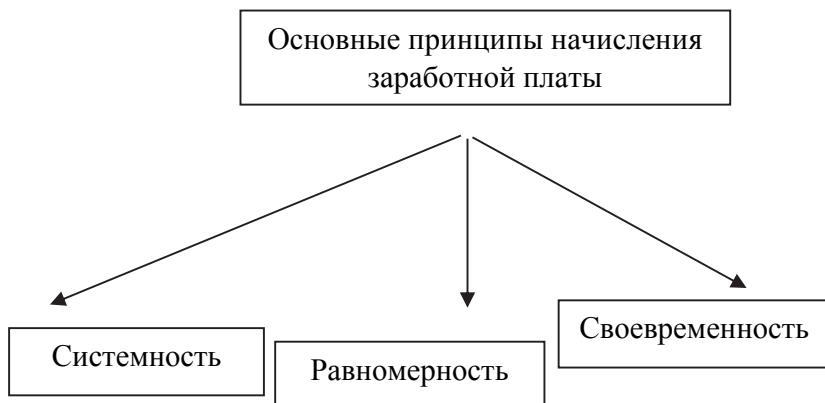 Основные принципы начисления
заработной платы
Системность
Равномерность
Своевременность